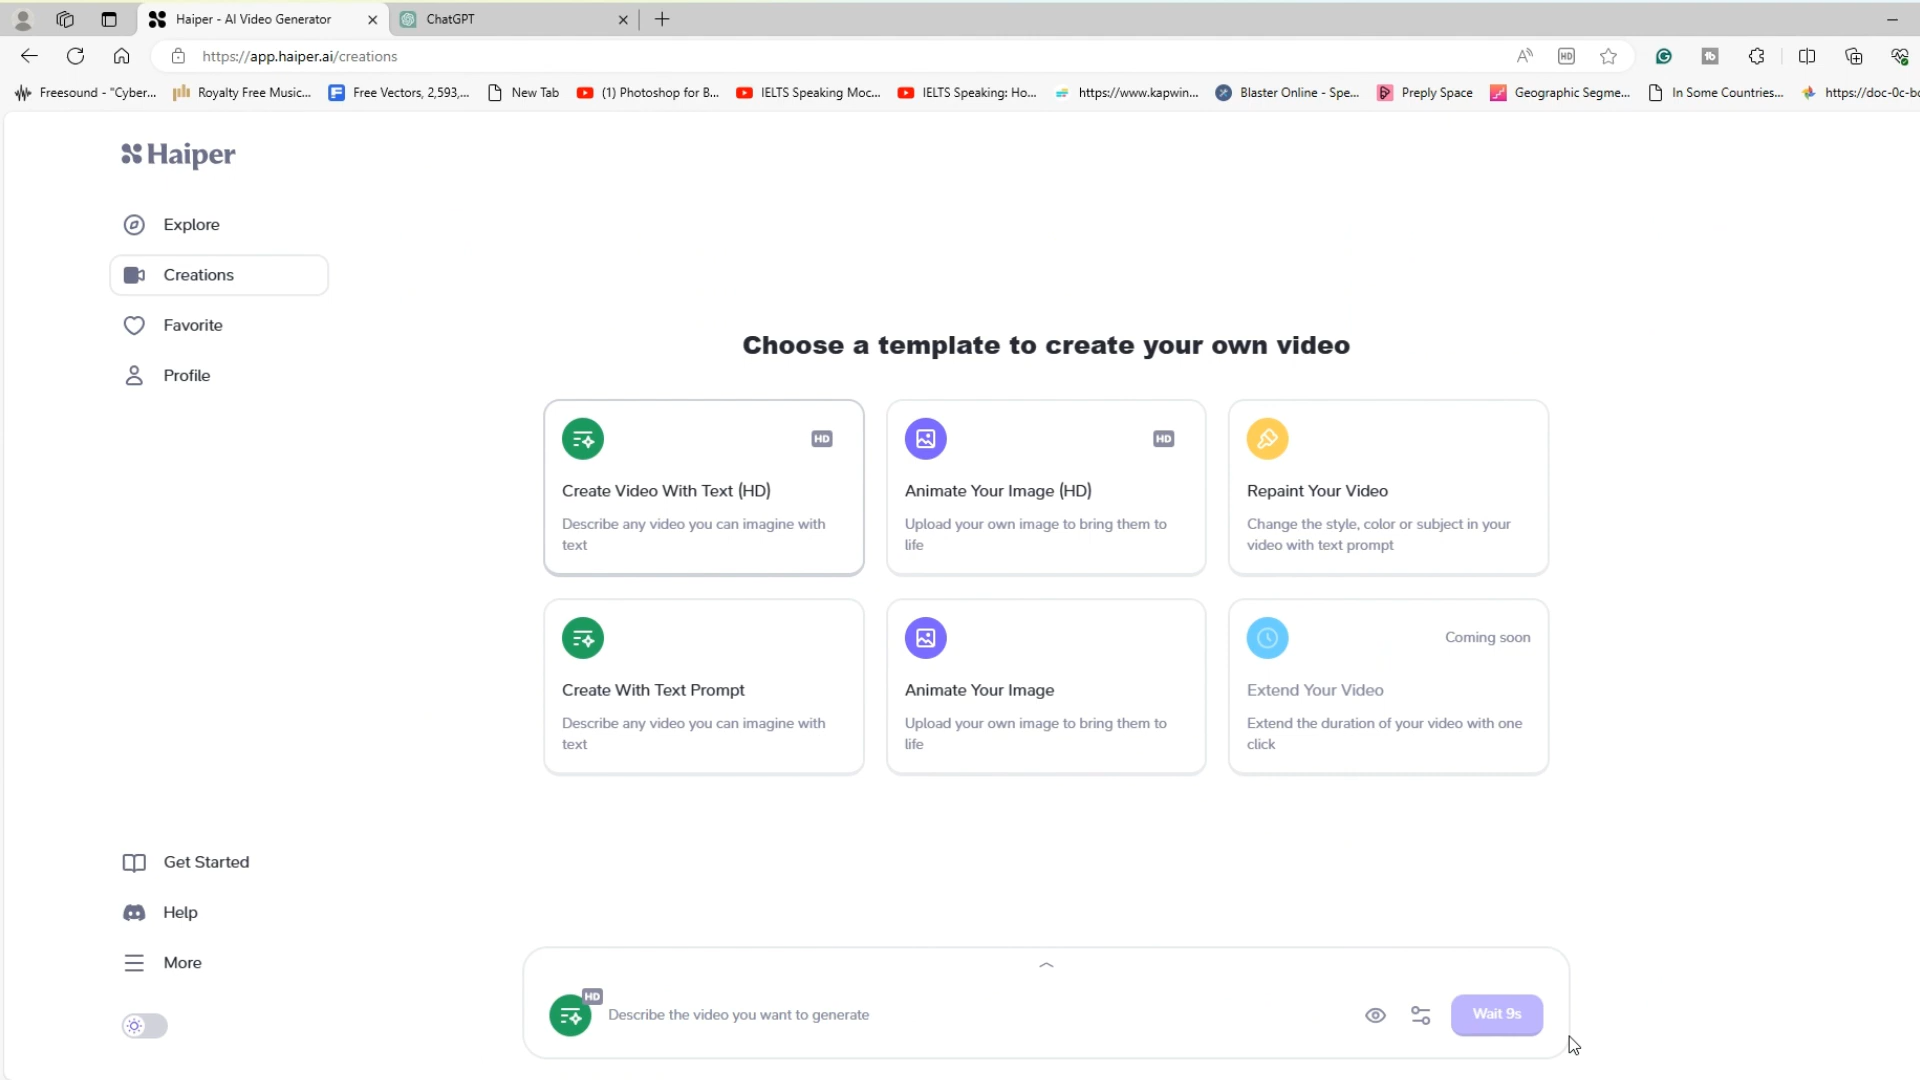 Haiper - AI Video Generator
ChatGPT
https://app.haiper.ai/creations
Freesound - "Cyber...
Royalty Free Music...
Free Vectors, 2,593,...
New Tab
(1) Photoshop for B...
IELTS Speaking Moc...
IELTS Speaking: Ho...
https://www.kapwin...
Blaster Online - Spe...
Preply Space
Geographic Segme...
In Some Countries...
https://doc-0c-bo
Haiper
Explore
Creations
Favorite
Profile
Choose a template to create your own video
HD
Create Video With Text (HD)
Describe any video you can imagine with
text
HD
Animate Your Image (HD)
Upload your own image to bring them to
life
Repaint Your Video
Change the style, color or subject in your
video with text prompt
Create With Text Prompt
Describe any video you can imagine with
text
Animate Your Image
Upload your own image to bring them to
life
Coming soon
Extend Your Video
Extend the duration of your video with one
click
Get Started
Help
More
HD
Describe the video you want to generate
Wait 9s